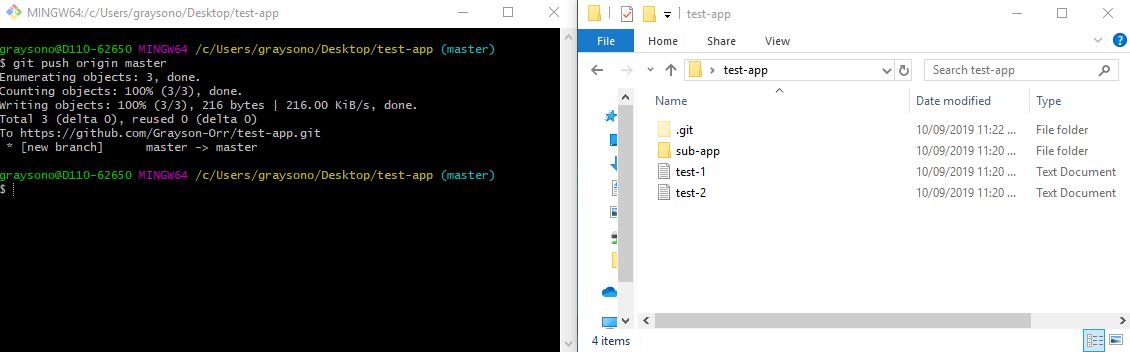 MINGW64:/c/Users/graysono/Desktop/test-app
graysono@D110-62650 MINGW64 /c/Users/graysono/Desktop/test-app (master)
$ git push origin master
Enumerating objects: 3, done.
Counting objects: 100% (3/3), done.
Writing objects: 100% (3/3), 216 bytes | 216.00 KiB/s, done.
Total 3 (delta 0), reused 0 (delta 0)
To https://github.com/Grayson-Orr/test-app.git
 * [new branch]      master -> master
graysono@D110-62650 MINGW64 /c/Users/graysono/Desktop/test-app (master)
$
test-app
File Home Share View
test-app
Search test-app
Name Date modified Type
.git 10/09/2019 11:22 ... File folder
sub-app 10/09/2019 11:20 ... File folder
test-1 10/09/2019 11:20 ... Text Document
test-2 10/09/2019 11:20 ... Text Document
4 items